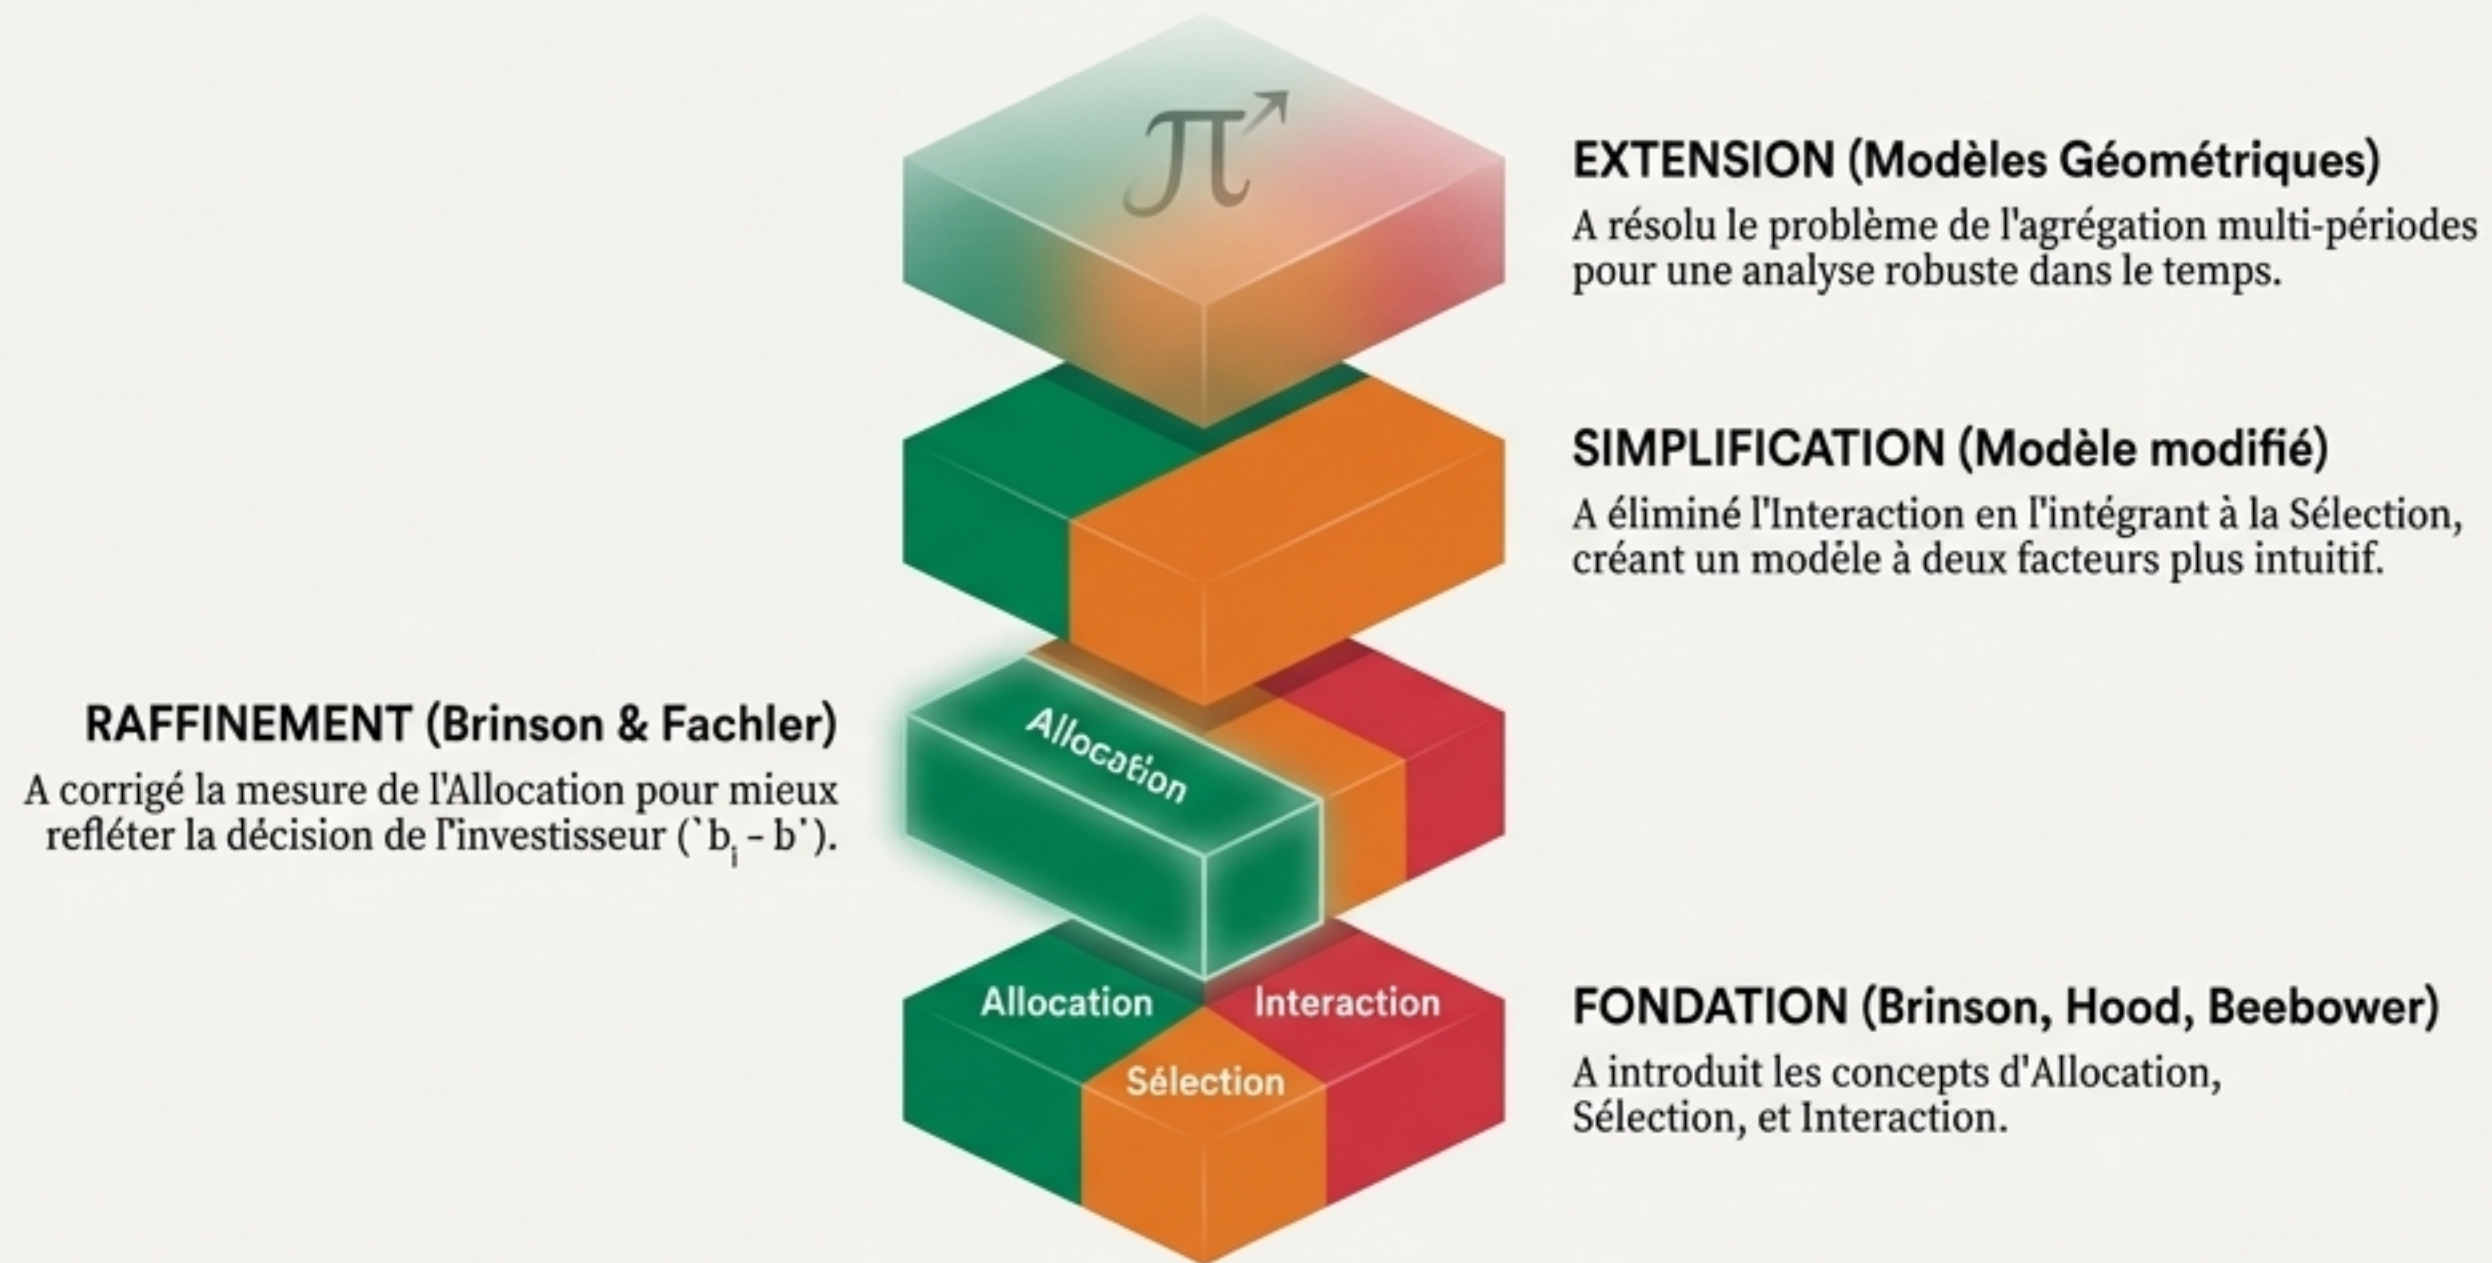 π
EXTENSION (Modèles Géométriques)
A résolu le problème de l'agrégation multi-périodes
pour une analyse robuste dans le temps.
SIMPLIFICATION (Modèle modifié)
A éliminé l'Interaction en l'intégrant à la Sélection,
créant un modèle à deux facteurs plus intuitif.
RAFFINEMENT (Brinson & Fachler)
A corrigé la mesure de l'Allocation pour mieux
refléter la décision de l'investisseur (`bᵢ - b`).
Allocation
Allocation
Interaction
Sélection
FONDATION (Brinson, Hood, Beebower)
A introduit les concepts d'Allocation,
Sélection, et Interaction.